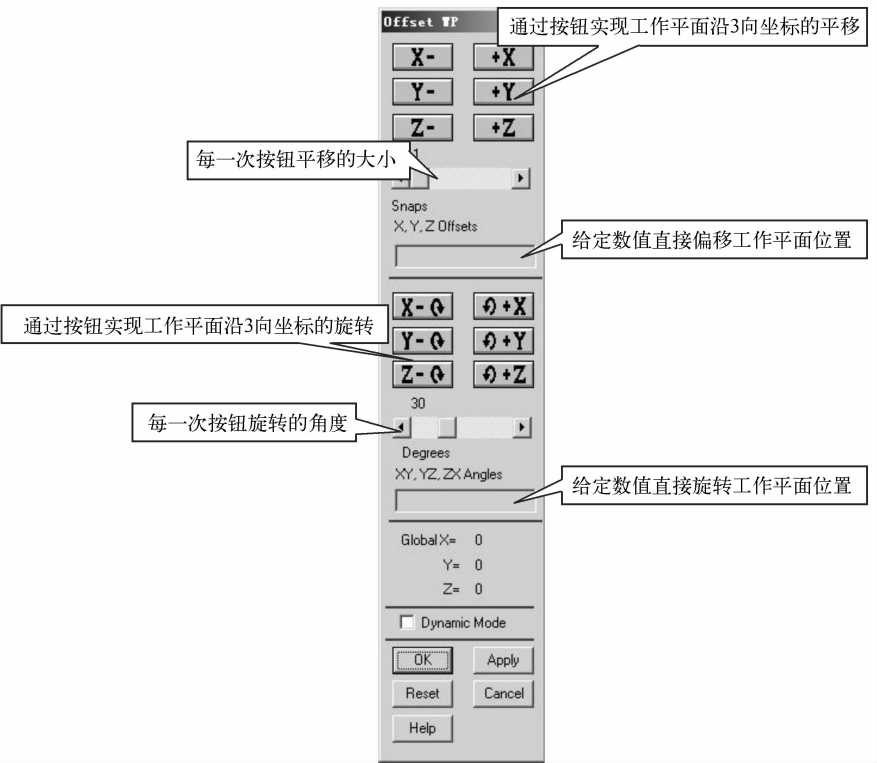 Offset WP
通过按钮实现工作平面沿3向坐标的平移
X- +X
Y- +Y
Z- +Z
1
每一次按钮平移的大小
Snaps
X, Y, Z Offsets
给定数值直接偏移工作平面位置
X- +X
通过按钮实现工作平面沿3向坐标的旋转
Y- +Y
Z- +Z
30
每一次按钮旋转的角度
Degrees
XY, YZ, ZX Angles
给定数值直接旋转工作平面位置
Global X= 0
Y= 0
Z= 0
Dynamic Mode
OK Apply
Reset Cancel
Help